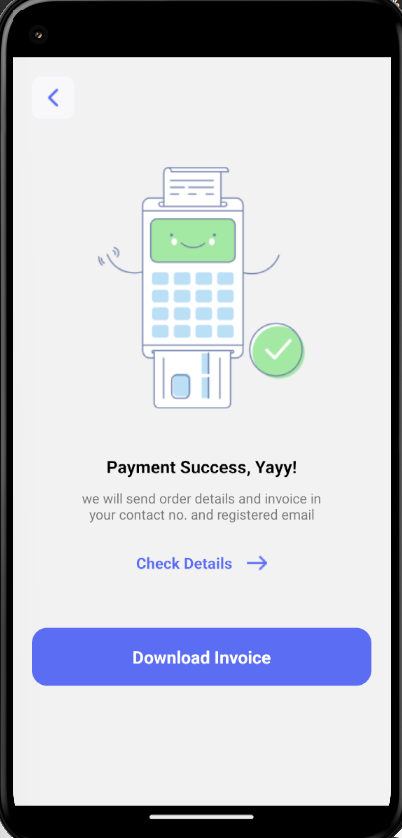 Payment Success, Yayy!
we will send order details and invoice in
your contact no. and registered email
Check Details
Download Invoice